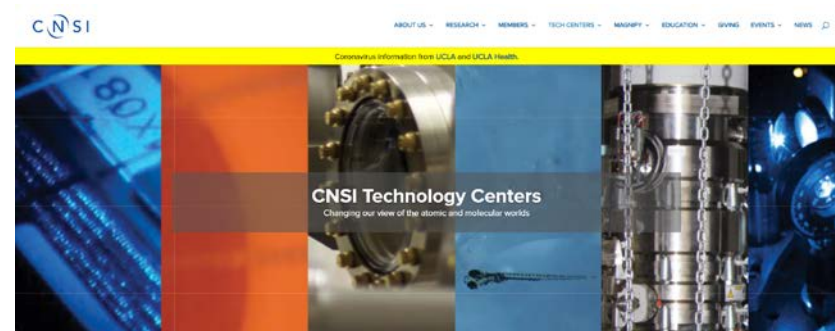 CNSI
ABOUT US RESEARCH MEMBERS TECH CENTERS MAGNIFY EDUCATION GIVING EVENTS NEWS
Coronavirus information from UCLA and UCLA Health.
80X
CNSI Technology Centers
Changing our view of the atomic and molecular worlds